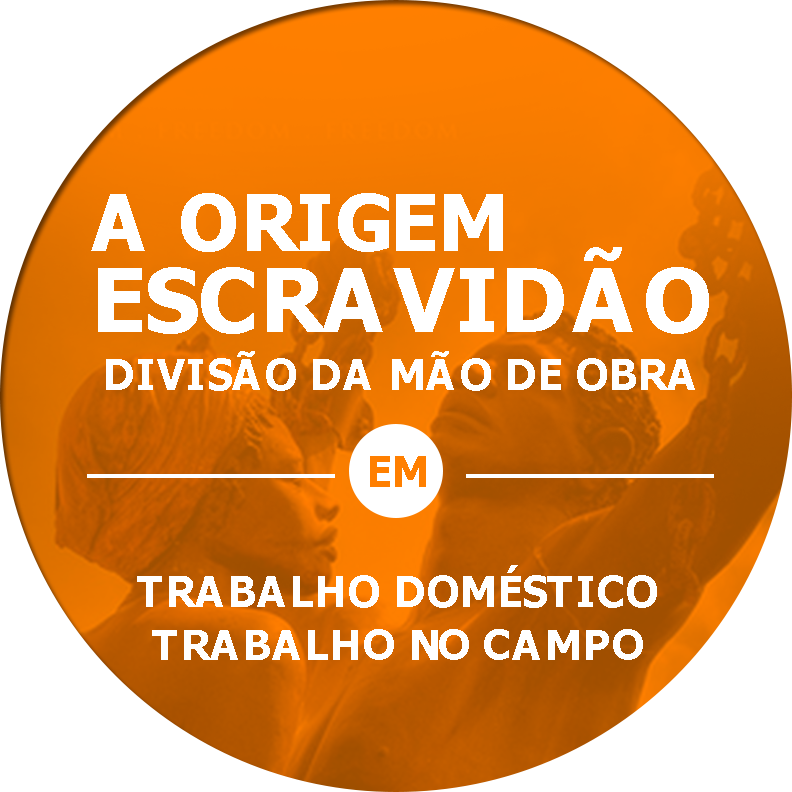 A ORIGEM
ESCRAVIDÃO
DIVISÃO DA MÃO DE OBRA
EM
TRABALHO DOMÉSTICO
TRABALHO NO CAMPO